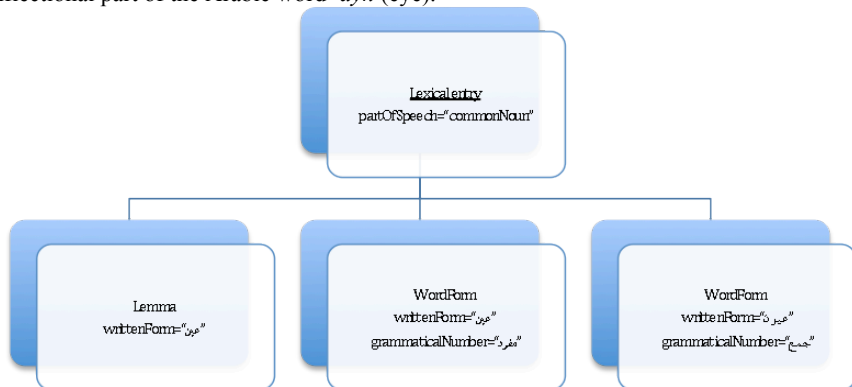 inflectional part of the Arabic word ayn (eye).
Lexical entry
partOfSpeech="commonNoun"
Lemma
writtenForm="عين"
WordForm
writtenForm="عين"
grammaticalNumber="مفرد"
WordForm
writtenForm="عيون"
grammaticalNumber="جمع"